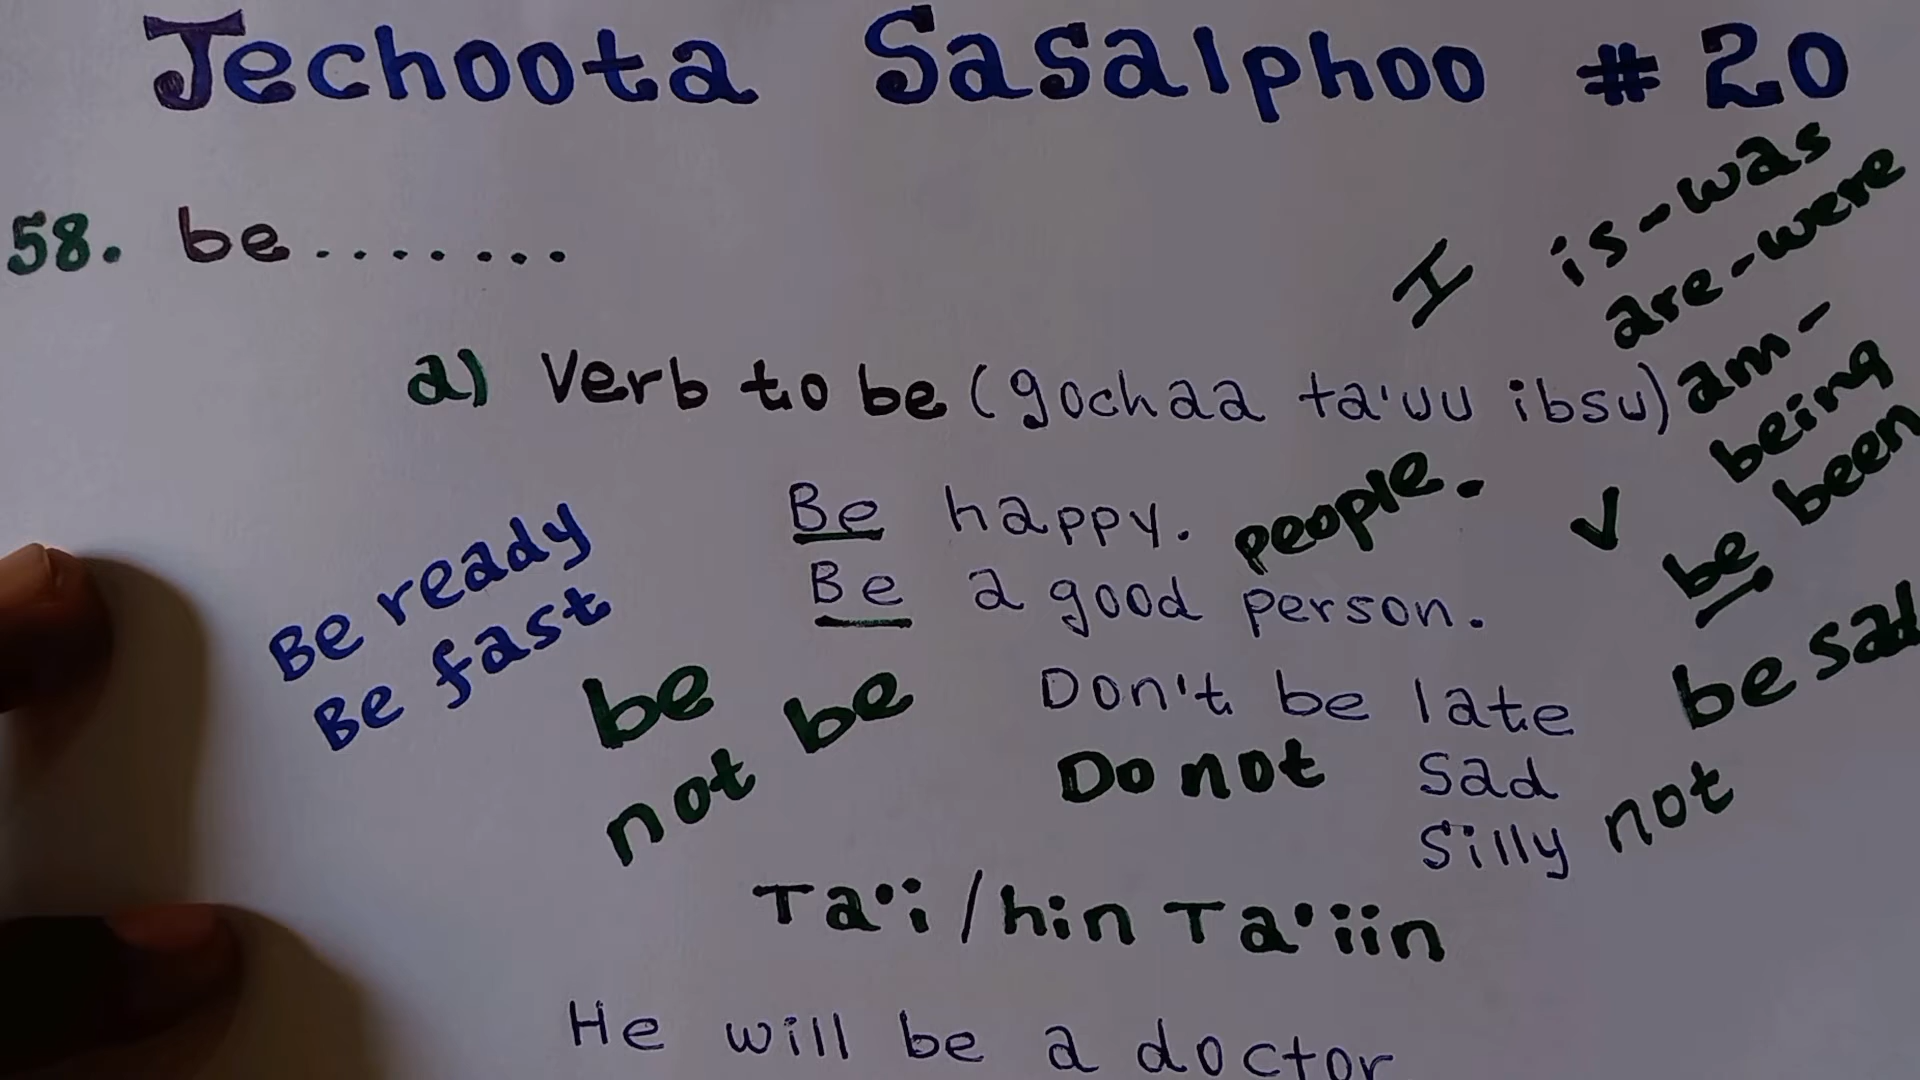 Jechoota Sasalphoo # 20
58. be ........
I
is-was
are-were
am-
being
been
be
a) Verb to be (gochaa ta'uu ibsu)
Be happy. people.
Be a good person.
Be ready
Be fast
be
not be
Don't be late
Do not sad
silly not
be sad
Ta'i/hin Ta'iin
He will be a doctor